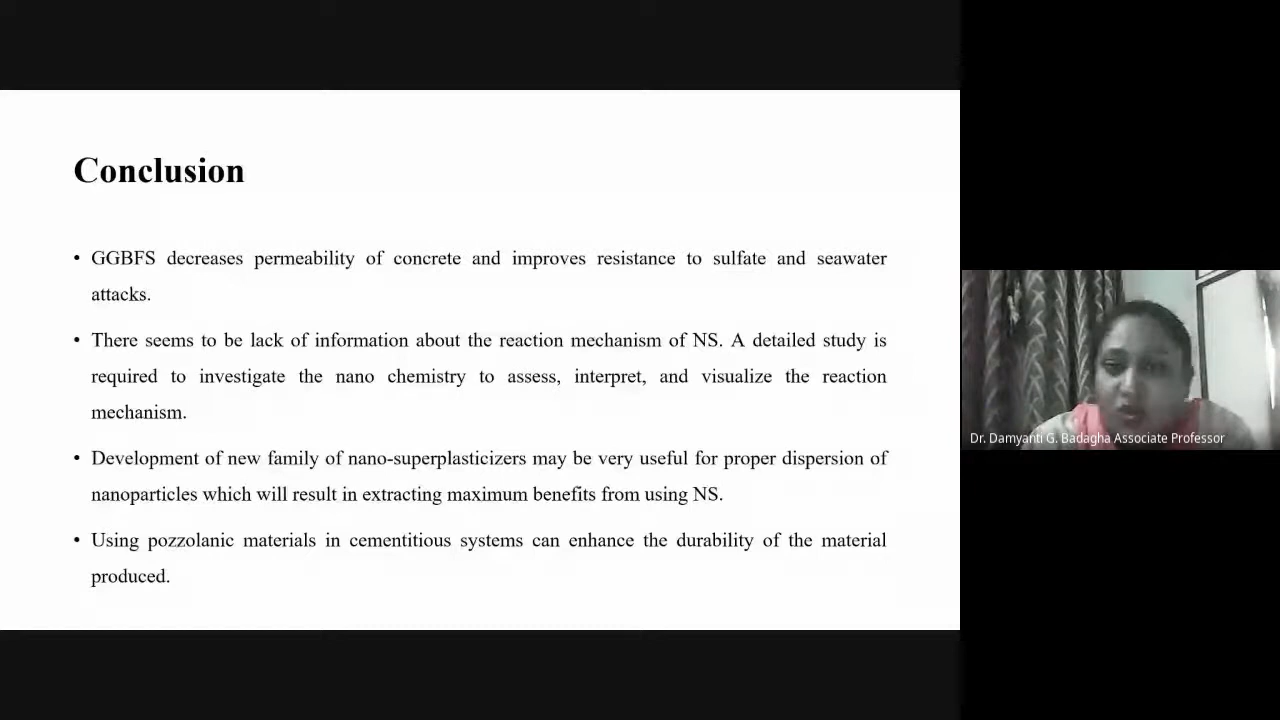 Conclusion
• GGBFS decreases permeability of concrete and improves resistance to sulfate and seawater
attacks.
• There seems to be lack of information about the reaction mechanism of NS. A detailed study is
required to investigate the nano chemistry to assess, interpret, and visualize the reaction
mechanism.
• Development of new family of nano-superplasticizers may be very useful for proper dispersion of
nanoparticles which will result in extracting maximum benefits from using NS.
• Using pozzolanic materials in cementitious systems can enhance the durability of the material
produced.
Dr. Damyanti G. Badagha Associate Professor